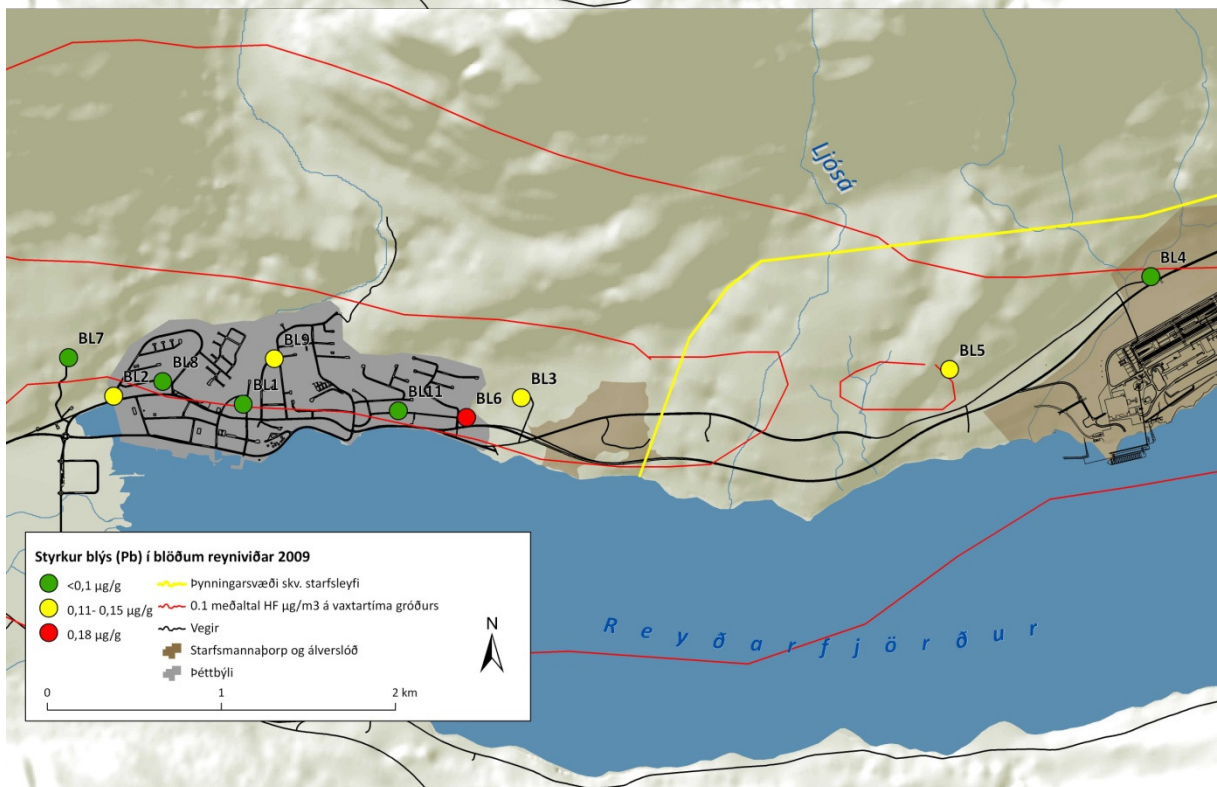 Ljósá
BL4
BL7
BL9
BL8
BL2
BL1
BL5
BL3
BL11
BL6
Styrkur blýs (Pb) í blöðum reyniviðar 2009
<0,1 µg/g
0,11- 0,15 µg/g
0,18 µg/g
Þynningarsvæði skv. starfsleyfi
0.1 meðaltal HF µg/m3 á vaxtartíma gróðurs
Vegir
Starfsmannaþorp og álverslóð
Þéttbýli
N
0 1 2 km
Reyðarfjörður